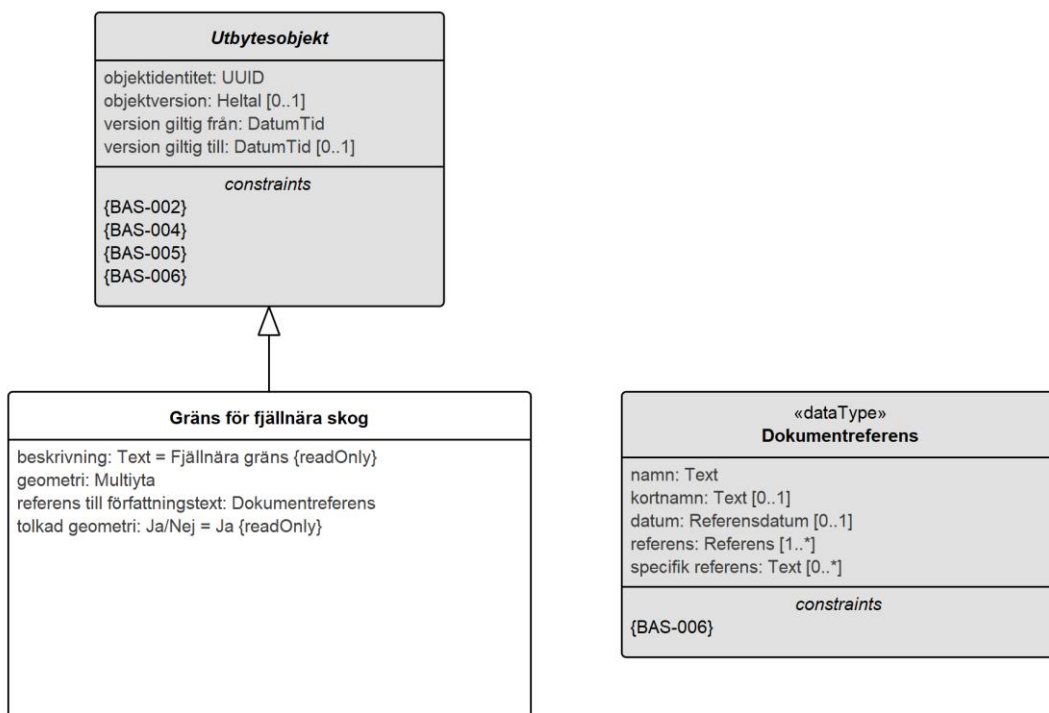 Utbytesobjekt
objektidentitet: UUID
objektversion: Heltal [0..1]
version giltig från: DatumTid
version giltig till: DatumTid [0..1]
constraints
{BAS-002}
{BAS-004}
{BAS-005}
{BAS-006}
Gräns för fjällnära skog
beskrivning: Text = Fjällnära gräns {readOnly}
geometri: Multiyta
referens till författningstext: Dokumentreferens
tolkad geometri: Ja/Nej = Ja {readOnly}
«dataType»
Dokumentreferens
namn: Text
kortnamn: Text [0..1]
datum: Referensdatum [0..1]
referens: Referens [1..*]
specifik referens: Text [0..*]
constraints
{BAS-006}